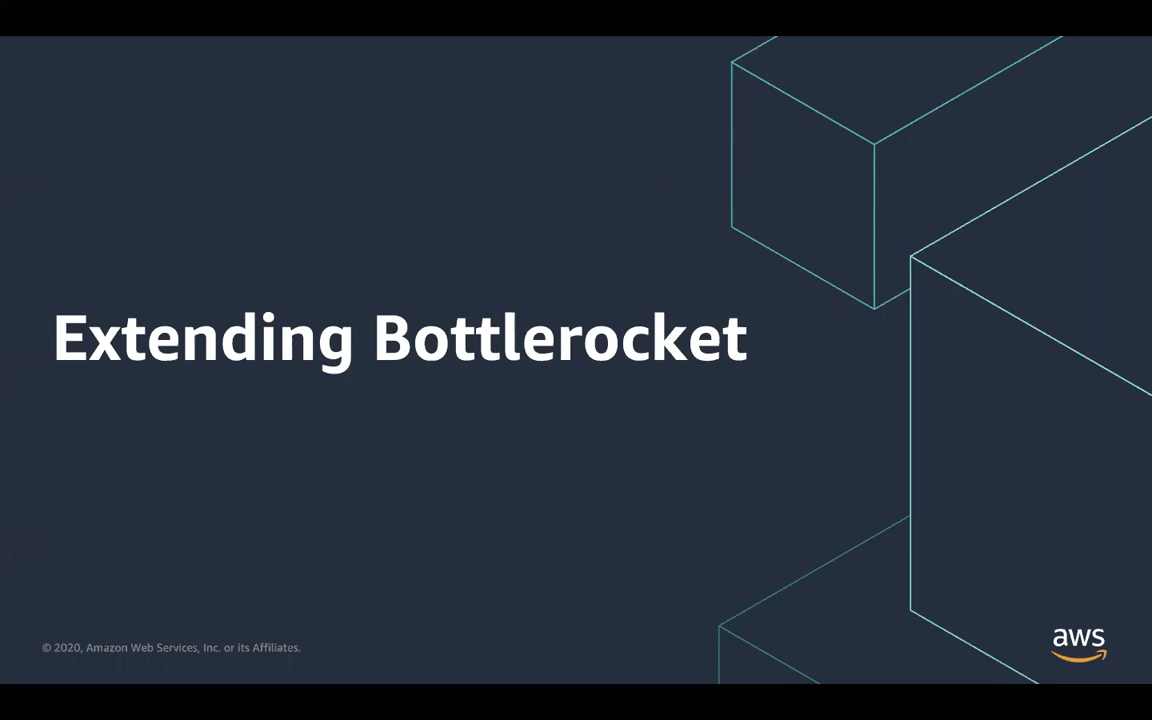 Extending Bottlerocket
© 2020, Amazon Web Services, Inc. or its Affiliates.
aws